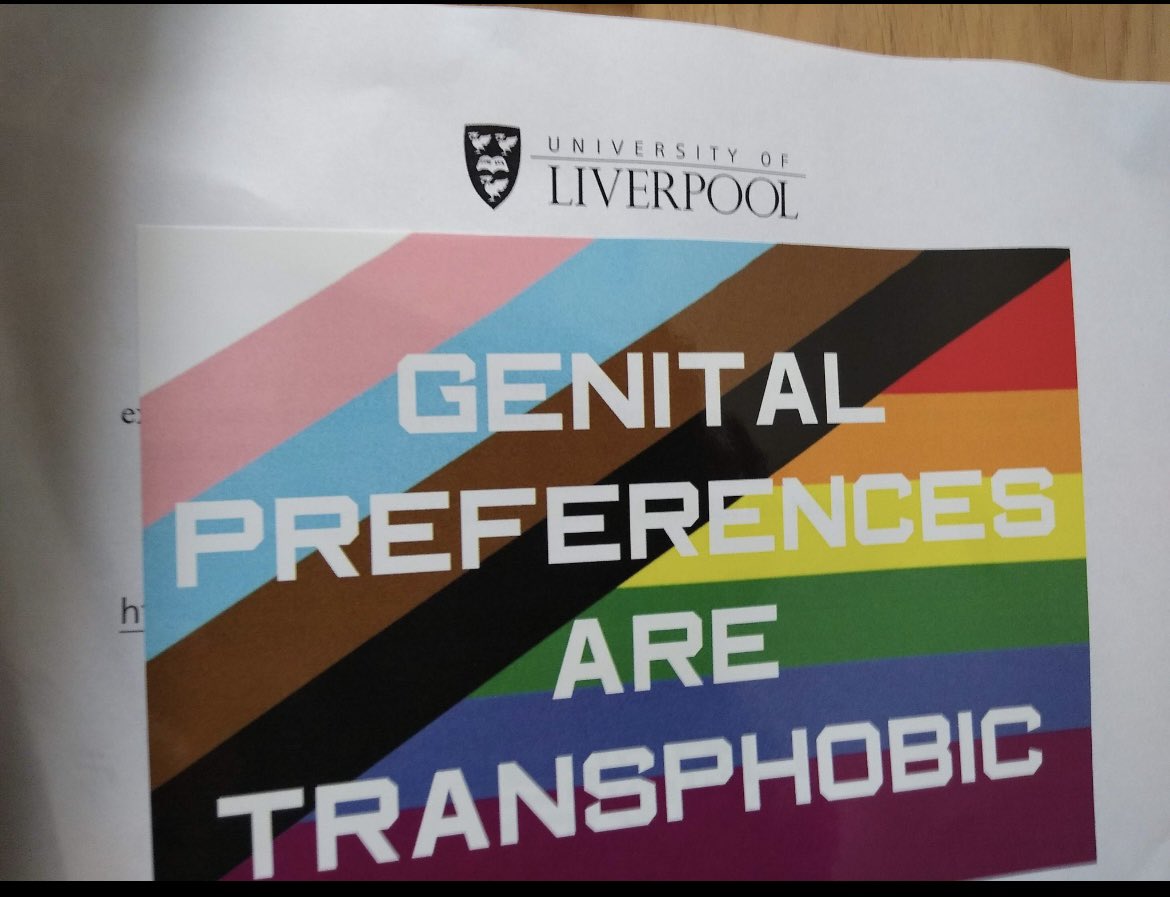 UNIVERSITY OF
LIVERPOOL
GENITAL
PREFERENCES
ARE
TRANSPHOBIC